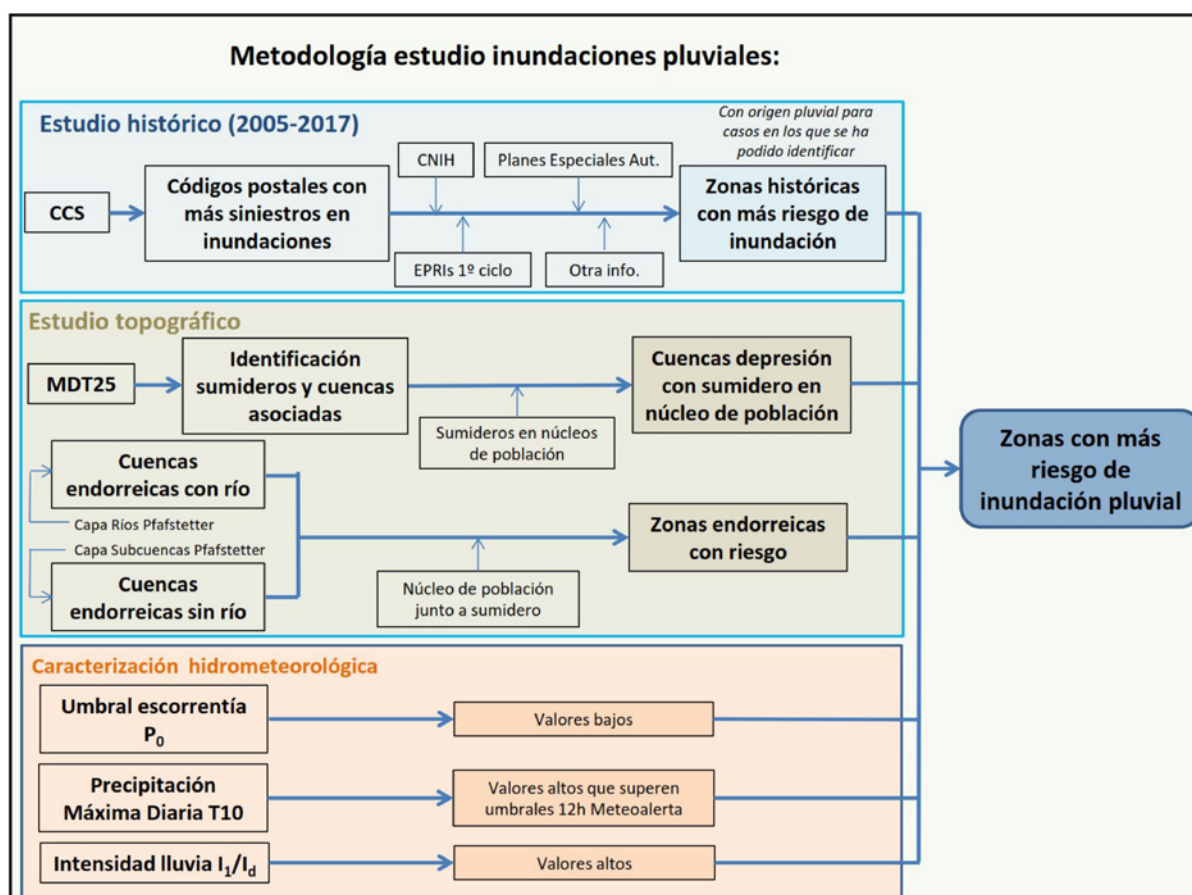 Metodología estudio inundaciones pluviales:
Estudio histórico (2005-2017)
Con origen pluvial para
casos en los que se ha
podido identificar
CCS
Códigos postales con
más siniestros en
inundaciones
CNIH
Planes Especiales Aut.
EPRIs 1º ciclo
Otra info.
Zonas históricas
con más riesgo de
inundación
Estudio topográfico
MDT25
Identificación
sumideros y cuencas
asociadas
Sumideros en núcleos
de población
Cuencas depresión
con sumidero en
núcleo de población
Cuencas
endorreicas con río
Capa Ríos Pfafstetter
Capa Subcuencas Pfafstetter
Cuencas
endorreicas sin río
Núcleo de población
junto a sumidero
Zonas endorreicas
con riesgo
Zonas con más
riesgo de
inundación pluvial
Caracterización hidrometeorológica
Umbral escorrentía
P₀
Valores bajos
Precipitación
Máxima Diaria T10
Valores altos que superen
umbrales 12h Meteoalerta
Intensidad lluvia I₁/I_d
Valores altos